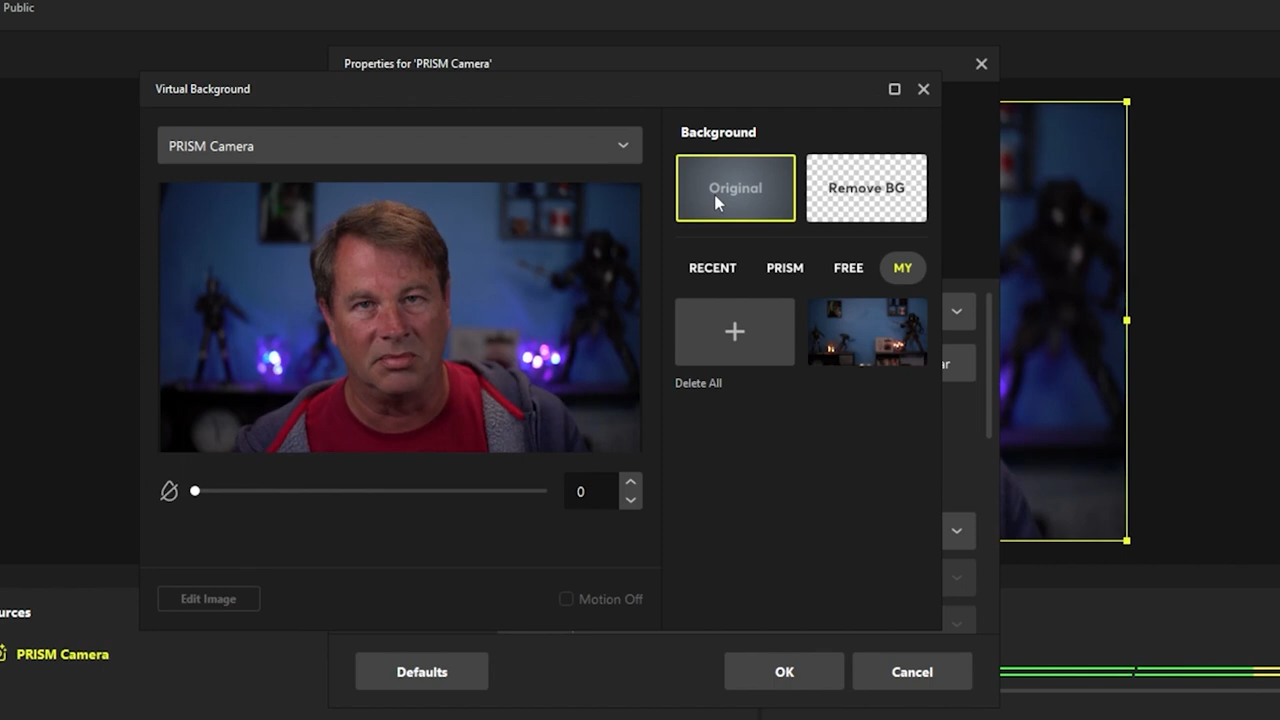 Public
Properties for 'PRISM Camera'
Virtual Background
PRISM Camera
Background
Original
Remove BG
RECENT
PRISM
FREE
MY
Delete All
ar
0
Edit Image
Motion Off
urces
PRISM Camera
Defaults
OK
Cancel